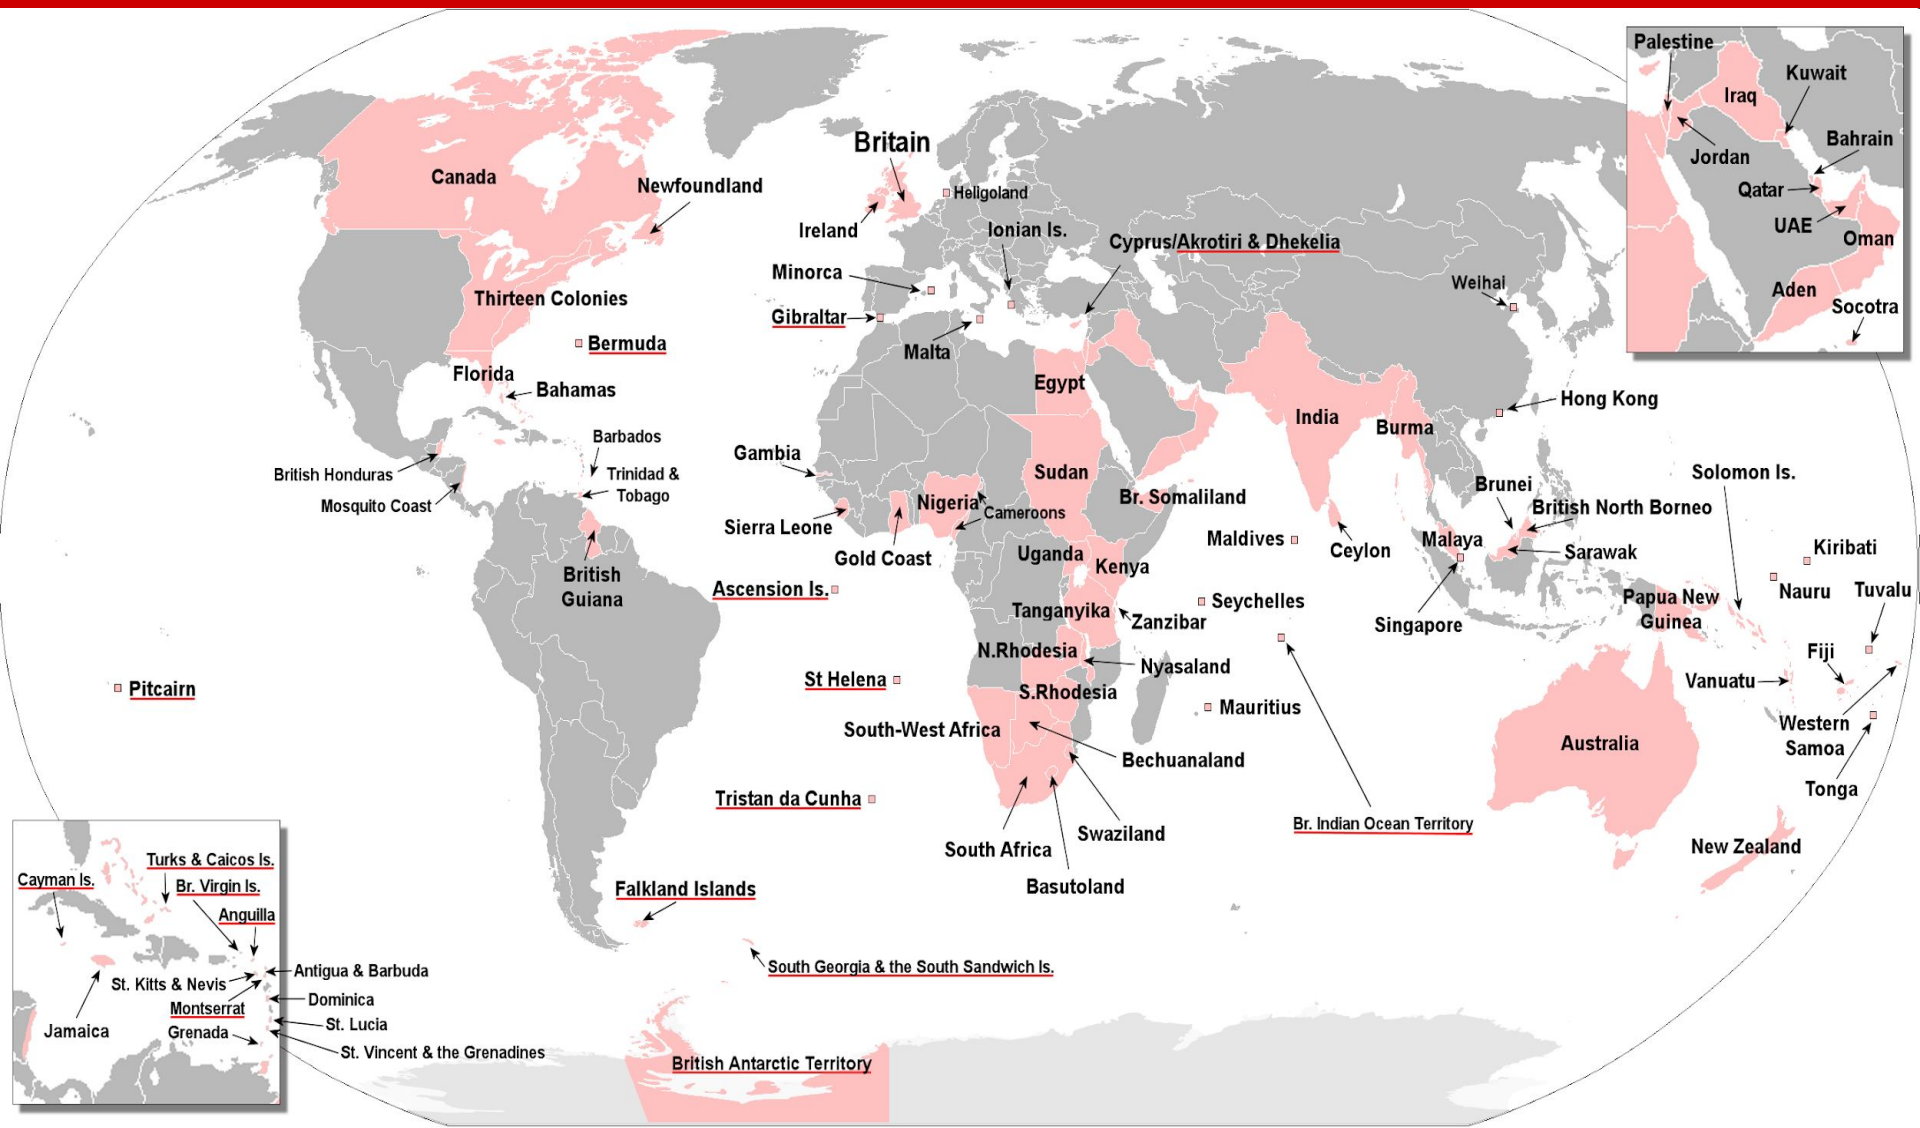 Palestine
Kuwait
Iraq
Bahrain
Jordan
Qatar
UAE
Oman
Aden
Socotra
Britain
Canada
Newfoundland
Heligoland
Ireland
Ionian Is.
Cyprus/Akrotiri & Dhekelia
Minorca
Weihai
Thirteen Colonies
Gibraltar
Bermuda
Malta
Florida
Egypt
Bahamas
Hong Kong
India
Burma
Barbados
Gambia
British Honduras
Trinidad &
Tobago
Sudan
Solomon Is.
Brunei
Mosquito Coast
Nigeria
Br. Somaliland
British North Borneo
Cameroons
Sierra Leone
Gold Coast
Uganda
Kenya
Maldives
Ceylon
Malaya
Sarawak
Kiribati
British
Guiana
Ascension Is.
Nauru
Tuvalu
Tanganyika
Zanzibar
Seychelles
Singapore
Papua New
Guinea
N.Rhodesia
Nyasaland
Fiji
Pitcairn
St Helena
S.Rhodesia
Vanuatu
Mauritius
South-West Africa
Western
Samoa
Australia
Bechuanaland
Tonga
Tristan da Cunha
Swaziland
Br. Indian Ocean Territory
South Africa
New Zealand
Basutoland
Falkland Islands
South Georgia & the South Sandwich Is.
British Antarctic Territory
Turks & Caicos Is.
Cayman Is.
Br. Virgin Is.
Anguilla
Antigua & Barbuda
St. Kitts & Nevis
Dominica
Montserrat
St. Lucia
Jamaica
Grenada
St. Vincent & the Grenadines